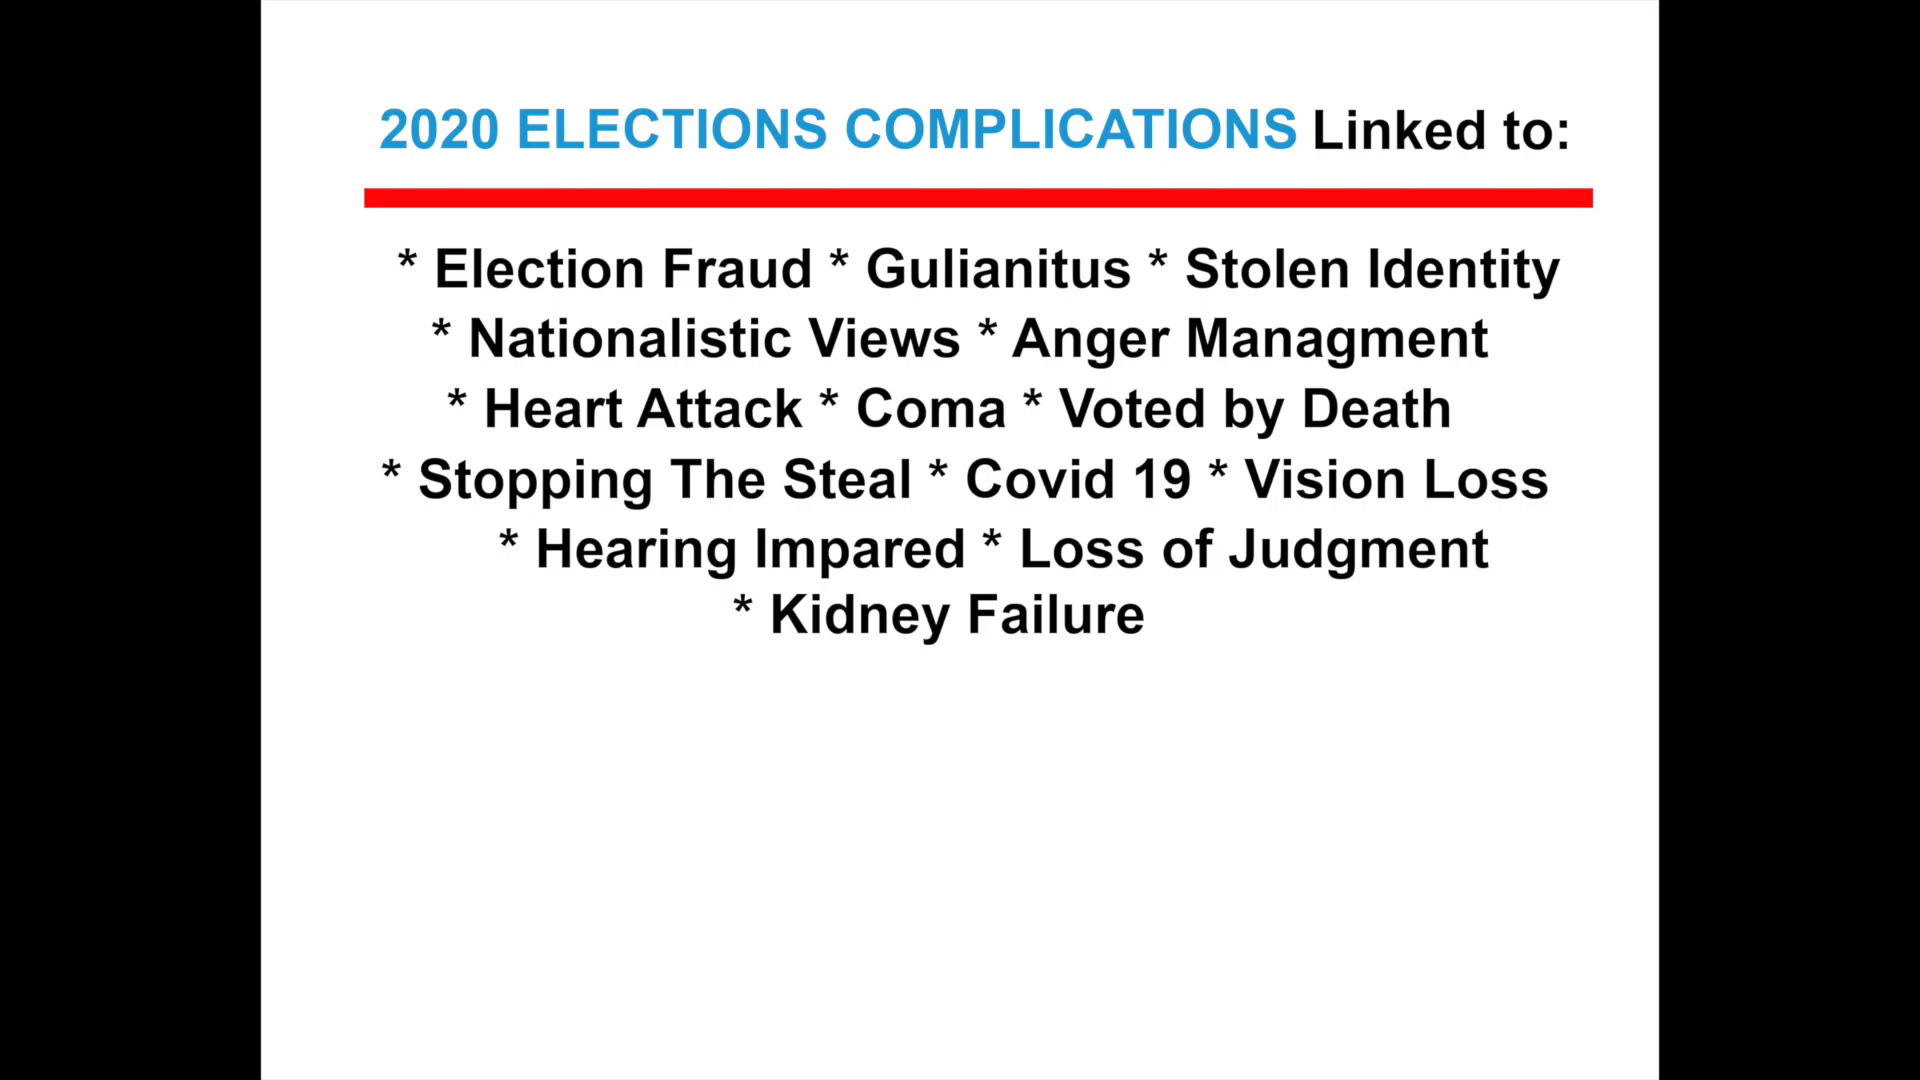 2020 ELECTIONS COMPLICATIONS Linked to:
* Election Fraud * Gulianitus * Stolen Identity
* Nationalistic Views * Anger Managment
* Heart Attack * Coma * Voted by Death
* Stopping The Steal * Covid 19 * Vision Loss
* Hearing Impared * Loss of Judgment
* Kidney Failure